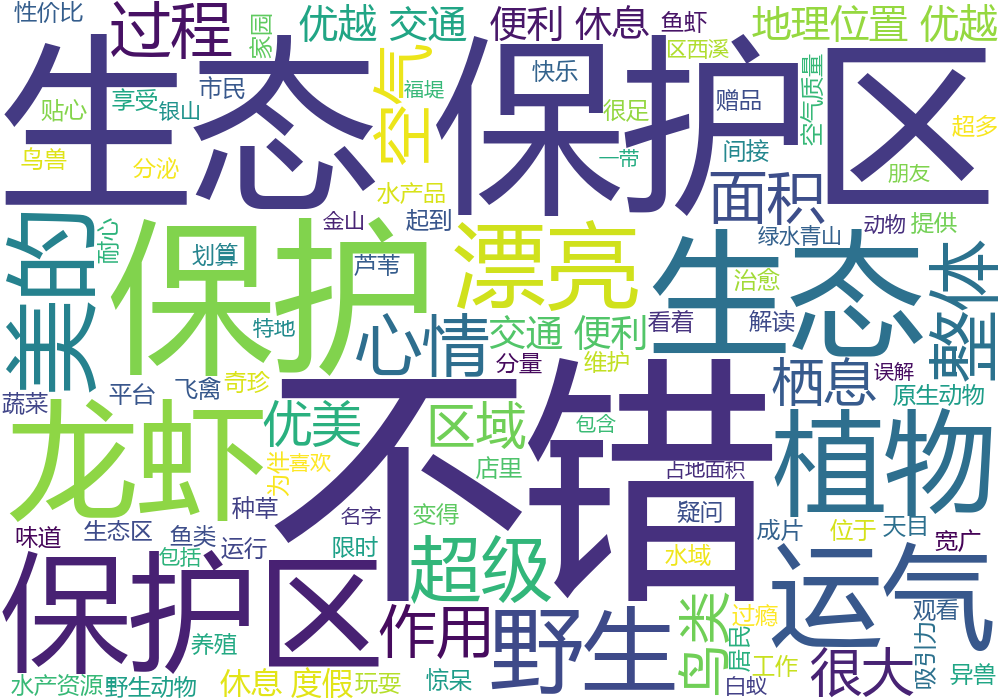 性价比
过程
家园
优越 交通
便利 休息
鱼虾
地理位置 优越
生态 保护区
空气
区西溪
空气质量
快乐
市民
福堤
贴心
享受
银山
很足
赠品
超多
鸟兽
分泌
一带
间接
朋友
水产品
面积
美的
耐心
保护
金山
起到
漂亮
生态
动物
提供
绿水青山
整体
划算
芦苇
治愈
特地
心情
交通 便利
看着
解读
分量
维护
栖息
误解
蔬菜
平台
飞禽
奇珍
不错
原生动物
龙虾
优美
区域
包含
植物
喜欢
为什
店里
占地面积
种草
名字
变得
疑问
味道
生态区
鱼类
运行
包括
限时
超级
成片
位于
天目
宽广
水域
保护区
运气
作用
野生
鸟类
过瘾
观看
养殖
居民
吸引力
水产资源
野生动物
休息 度假
玩耍
惊呆
白蚁
工作
很大
异兽